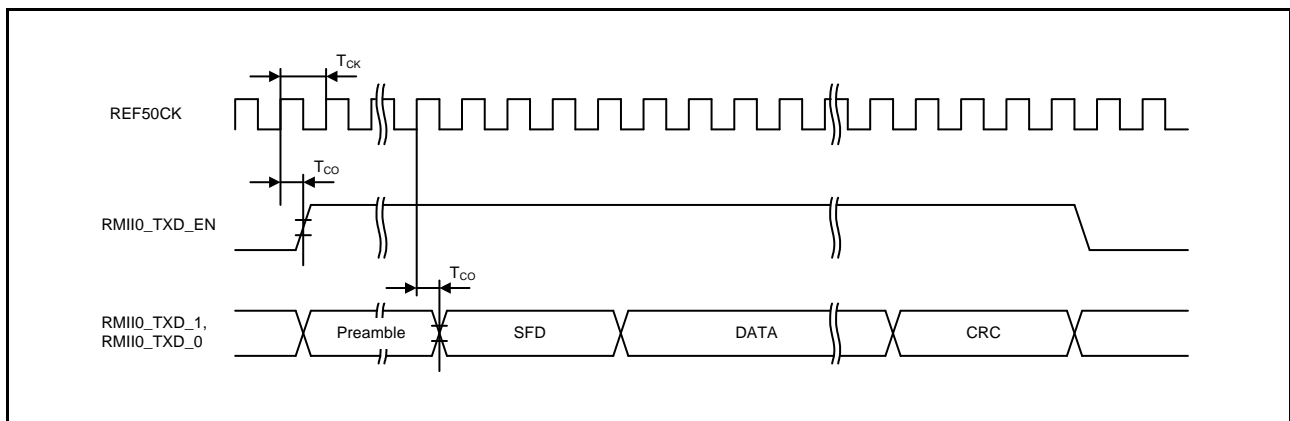 TCK
REF50CK
TCO
RMII0_TXD_EN
TCO
RMII0_TXD_1,
RMII0_TXD_0
Preamble
SFD
DATA
CRC